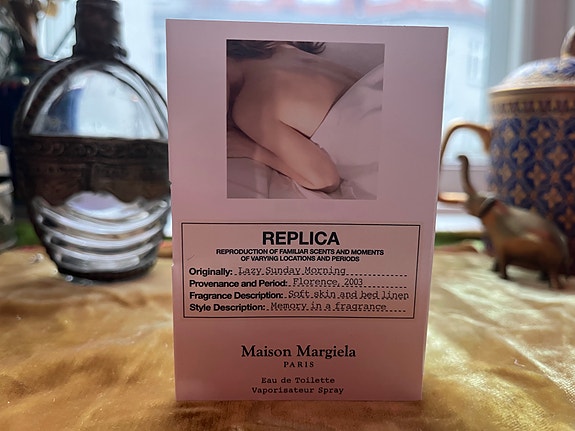 REPLICA
REPRODUCTION OF FAMILIAR SCENTS AND MOMENTS
OF VARYING LOCATIONS AND PERIODS
Originally: Lazy Sunday Morning
Provenance and Period: Florence, 2003
Fragrance Description: Soft skin and bed linen
Style Description: Memory in a fragrance
Maison Margiela
PARIS
Eau de Toilette
Vaporisateur Spray